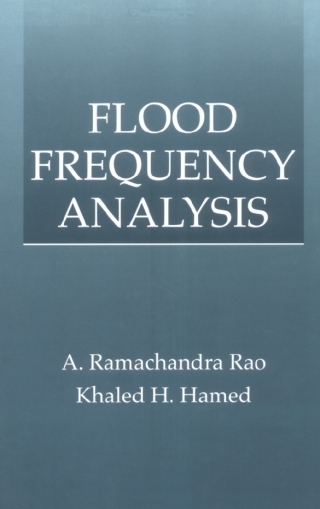 FLOOD
FREQUENCY
ANALYSIS
A. Ramachandra Rao
Khaled H. Hamed